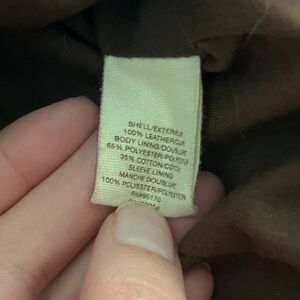 SHELL/EXTERIEUR
100% LEATHER/CUIR
BODY LINING/DOUBLURE
65% POLYESTER/POLYESTER
35% COTTON/COTON
SLEEVE LINING
MANCHE DOUBLURE
100% POLYESTER/POLYESTER